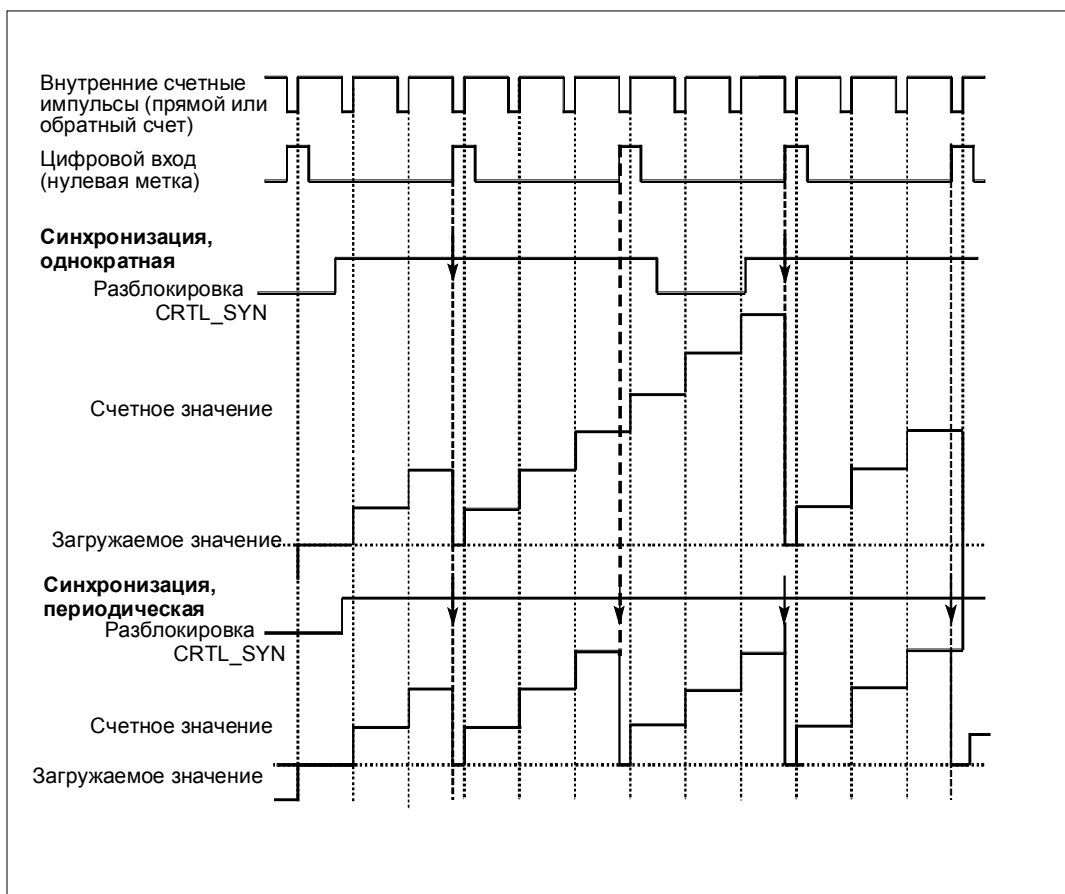 Внутренние счетные
импульсы (прямой или
обратный счет)
Цифровой вход
(нулевая метка)
Синхронизация,
однократная
Разблокировка
CRTL_SYN
Счетное значение
Загружаемое значение
Синхронизация,
периодическая
Разблокировка
CRTL_SYN
Счетное значение
Загружаемое значение